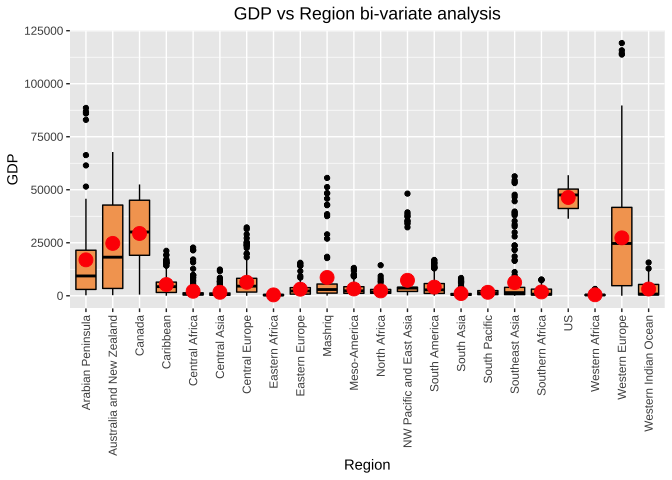 GDP vs Region bi-variate analysis
125000
100000
75000
50000
25000
0
GDP
Arabian Peninsula
Australia and New Zealand
Canada
Caribbean
Central Africa
Central Asia
Central Europe
Eastern Africa
Eastern Europe
Mashriq
Meso-America
North Africa
NW Pacific and East Asia
South America
South Asia
South Pacific
Southeast Asia
Southern Africa
US
Western Africa
Western Europe
Western Indian Ocean
Region